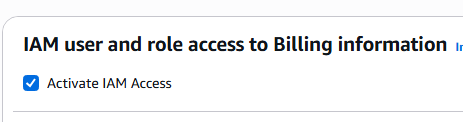 IAM user and role access to Billing information
Activate IAM Access